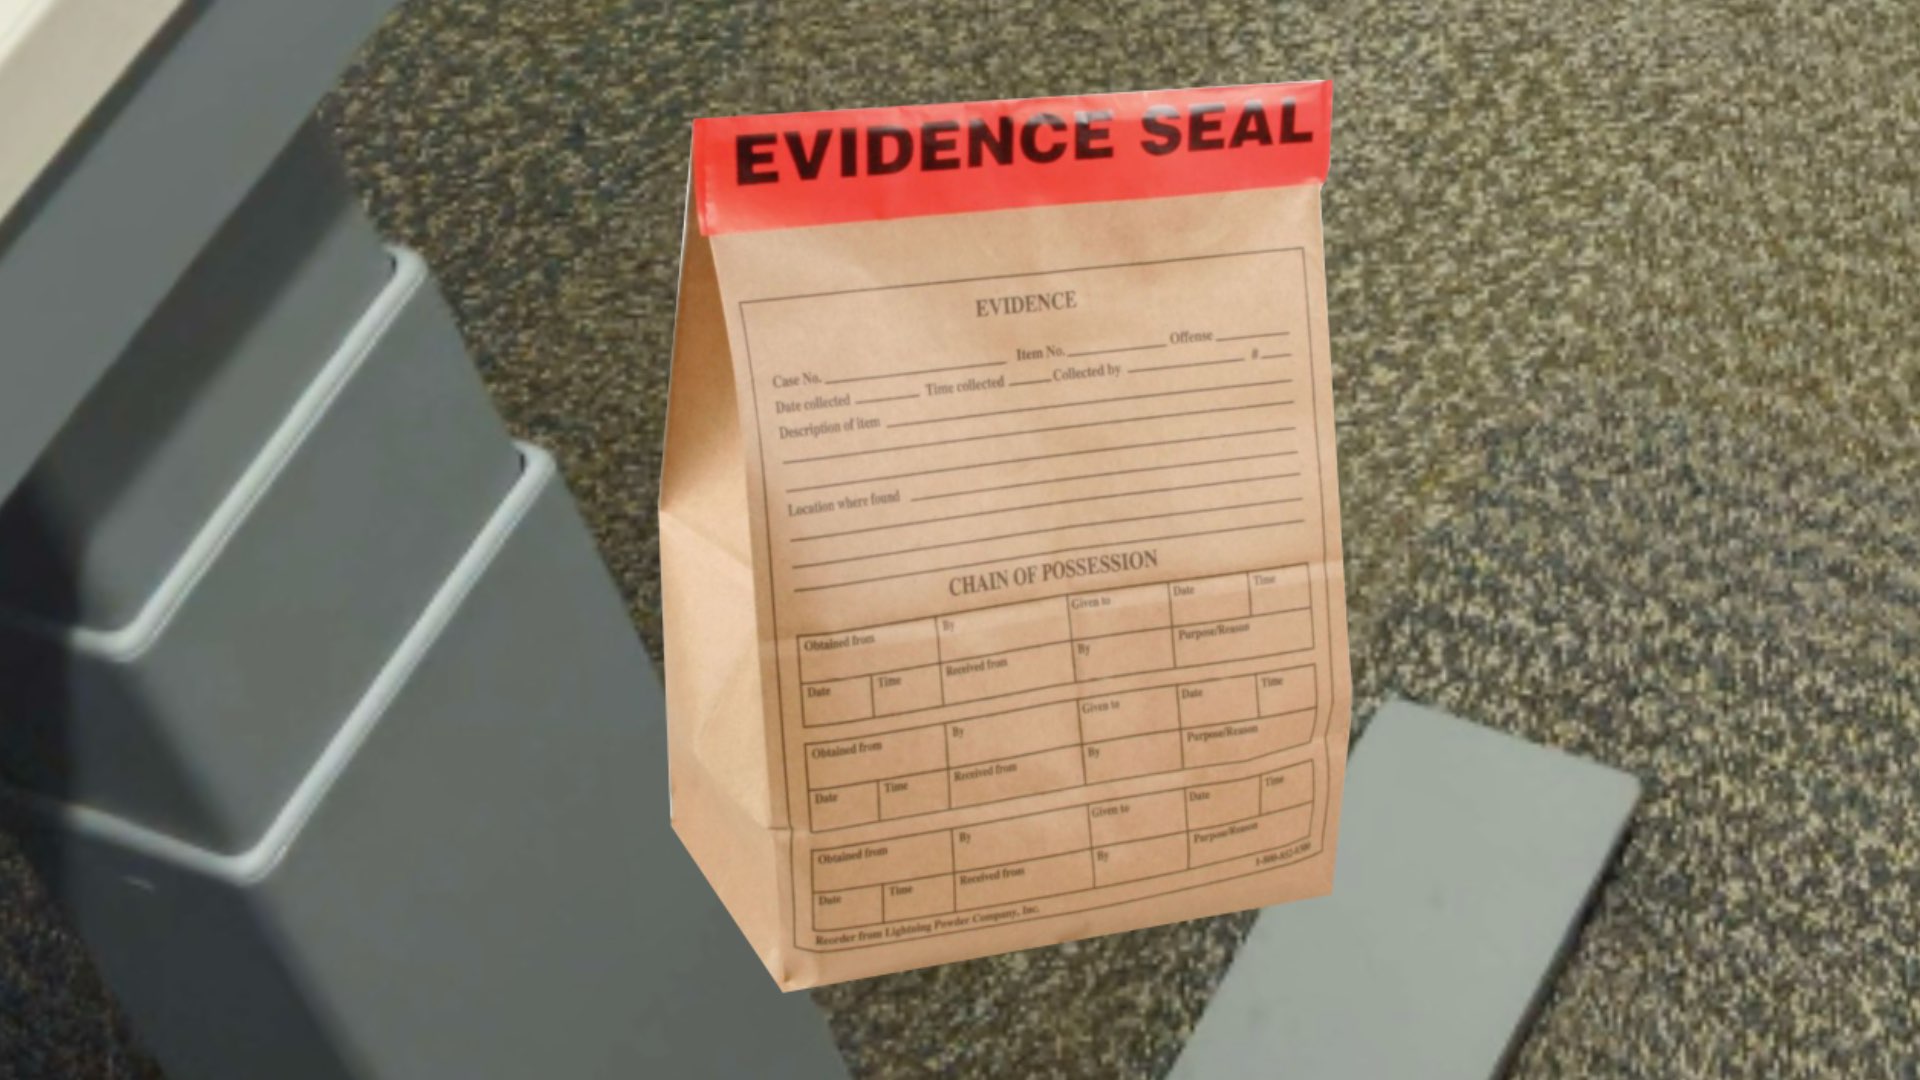 EVIDENCE SEAL
EVIDENCE
Case No. Item No. Offense
Date collected Time collected Collected by #
Description of item
Location where found
CHAIN OF POSSESSION
Obtained from By Given to Date Time
Date Time Received from By Purpose/Reason
Obtained from By Given to Date Time
Date Time Received from By Purpose/Reason
Obtained from By Given to Date Time
Date Time Received from By Purpose/Reason
Reorder from Lightning Powder Company, Inc.